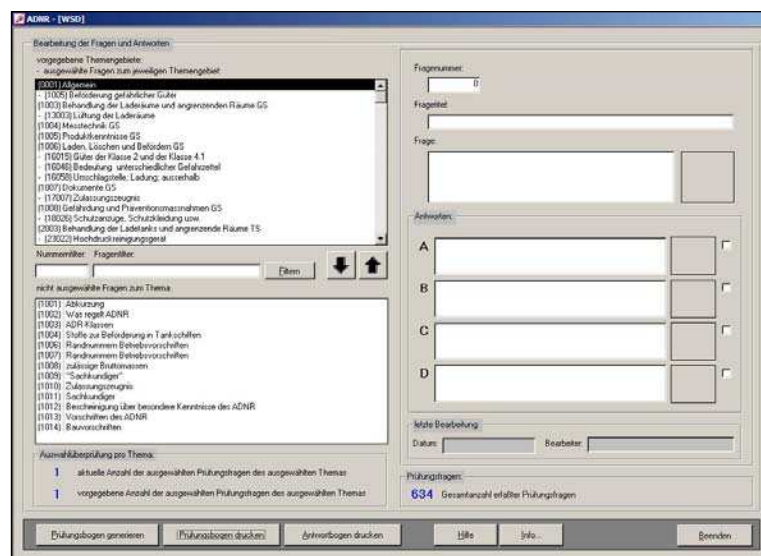 ADNR - [WSD]
Bearbeitung der Fragen und Antworten
vorgegebene Themengebiete:
- ausgewählte Fragen zum jeweiligen Themengebiet
(0001) Allgemein
- (1005) Beförderung gefährlicher Güter
(1003) Behandlung der Laderäume und angrenzenden Räume GS
- (13003) Lüftung der Laderäume
(1004) Messtechnik GS
(1005) Produktkenntnisse GS
(1006) Laden, Löschen und Befördern GS
- (16015) Güter der Klasse 2 und der Klasse 4.1
- (16046) Bedeutung unterschiedlicher Gefahrzettel
- (16058) Umschlagstelle; Ladung; ausserhalb
(1007) Dokumente GS
- (17007) Zulassungszeugnis
(1008) Gefährdung und Präventionsmassnahmen GS
- (18026) Schutzanzüge, Schutzkleidung usw.
(2003) Behandlung der Ladetanks und angrenzende Räume TS
- (23022) Hochdruckreinigungsgerät
Nummernfilter: Fragenfilter:
Filtern
nicht ausgewählte Fragen zum Thema:
(1001) Abkürzung
(1002) Was regelt ADNR
(1003) ADR-Klassen
(1004) Stoffe zur Beförderung in Tankschiffen
(1006) Randnummern Betriebsvorschriften
(1007) Randnummern Betriebsvorschriften
(1008) zulässige Bruttomassen
(1009) "Sachkundiger"
(1010) Zulassungszeugnis
(1011) Sachkundiger
(1012) Bescheinigung über besondere Kenntnisse des ADNR
(1013) Vorschriften des ADNR
(1014) Bauvorschriften
Auswahlüberprüfung pro Thema:
1 aktuelle Anzahl der ausgewählten Prüfungsfragen des ausgewählten Themas
1 vorgegebene Anzahl der ausgewählten Prüfungsfragen des ausgewählten Themas
Fragenummer:
0
Fragetitel:
Frage:
Antworten:
A
B
C
D
letzte Bearbeitung
Datum: Bearbeiter:
Prüfungsfragen:
634 Gesamtanzahl erfaßter Prüfungsfragen
Prüfungsbogen generieren Prüfungsbogen drucken Antwortbogen drucken Hilfe Info... Beenden